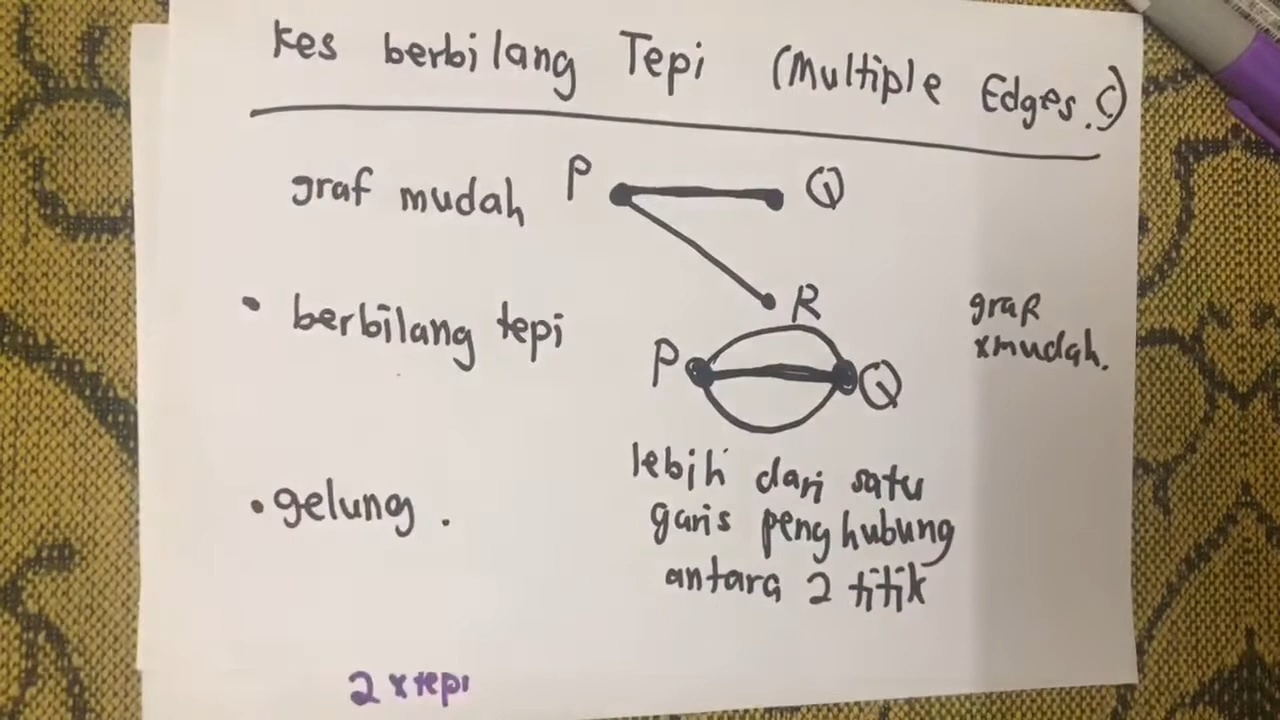 Kes berbilang Tepi (Multiple Edges.)
graf mudah P Q
R
• berbilang tepi
graf
xmudah.
P Q
lebih dari satu
• gelung .
garis penghubung
antara 2 titik
2 x tepi